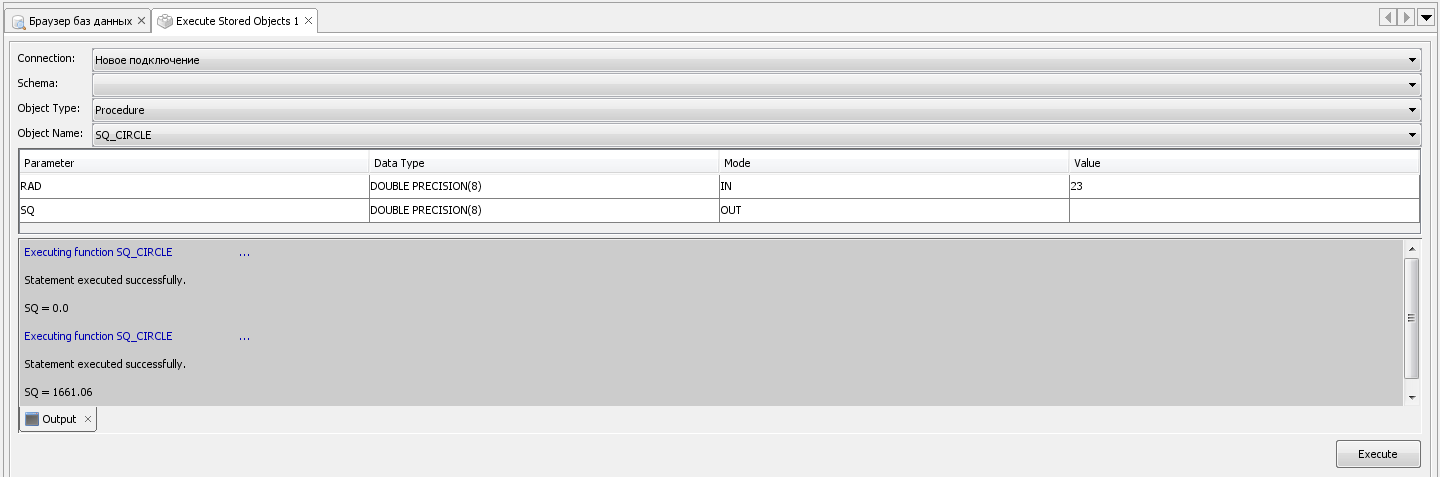 Браузер баз данных Execute Stored Objects 1
Connection: Новое подключение
Schema:
Object Type: Procedure
Object Name: SQ_CIRCLE
Parameter Data Type Mode Value
RAD DOUBLE PRECISION(8) IN 23
SQ DOUBLE PRECISION(8) OUT
Executing function SQ_CIRCLE ...
Statement executed successfully.
SQ = 0.0
Executing function SQ_CIRCLE ...
Statement executed successfully.
SQ = 1661.06
Output
Execute